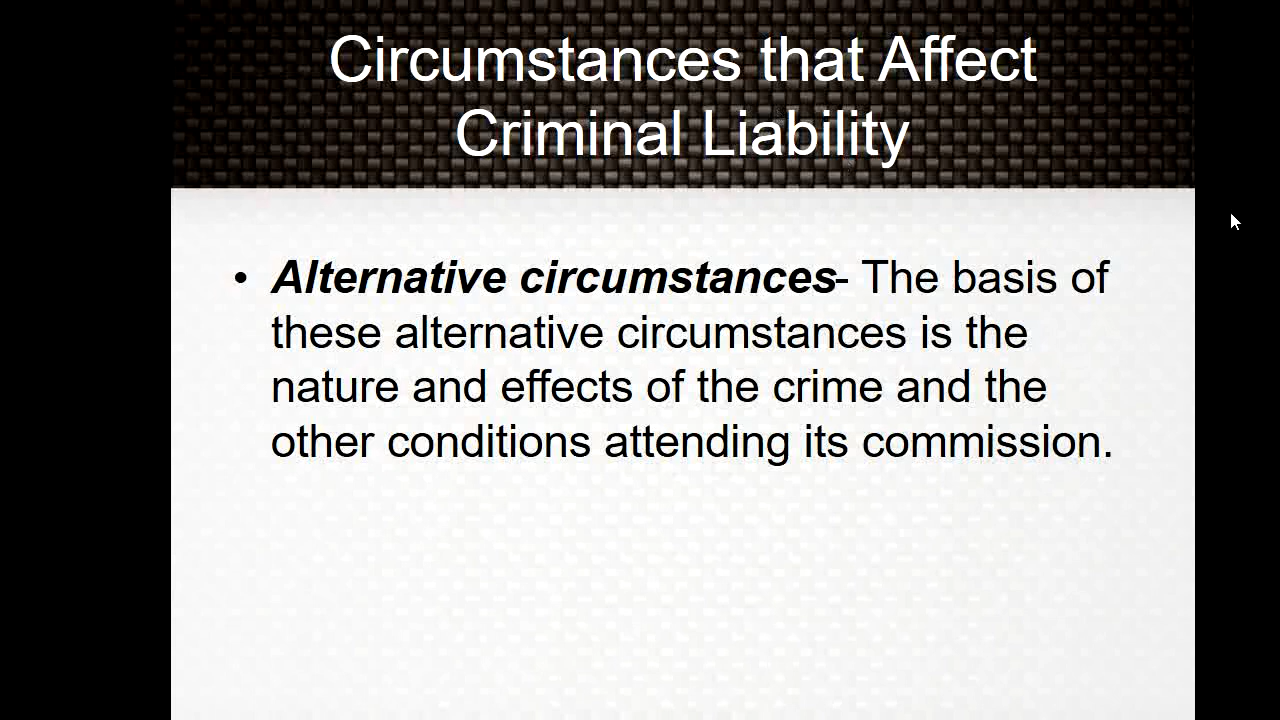 Circumstances that Affect
Criminal Liability
• Alternative circumstances- The basis of
these alternative circumstances is the
nature and effects of the crime and the
other conditions attending its commission.